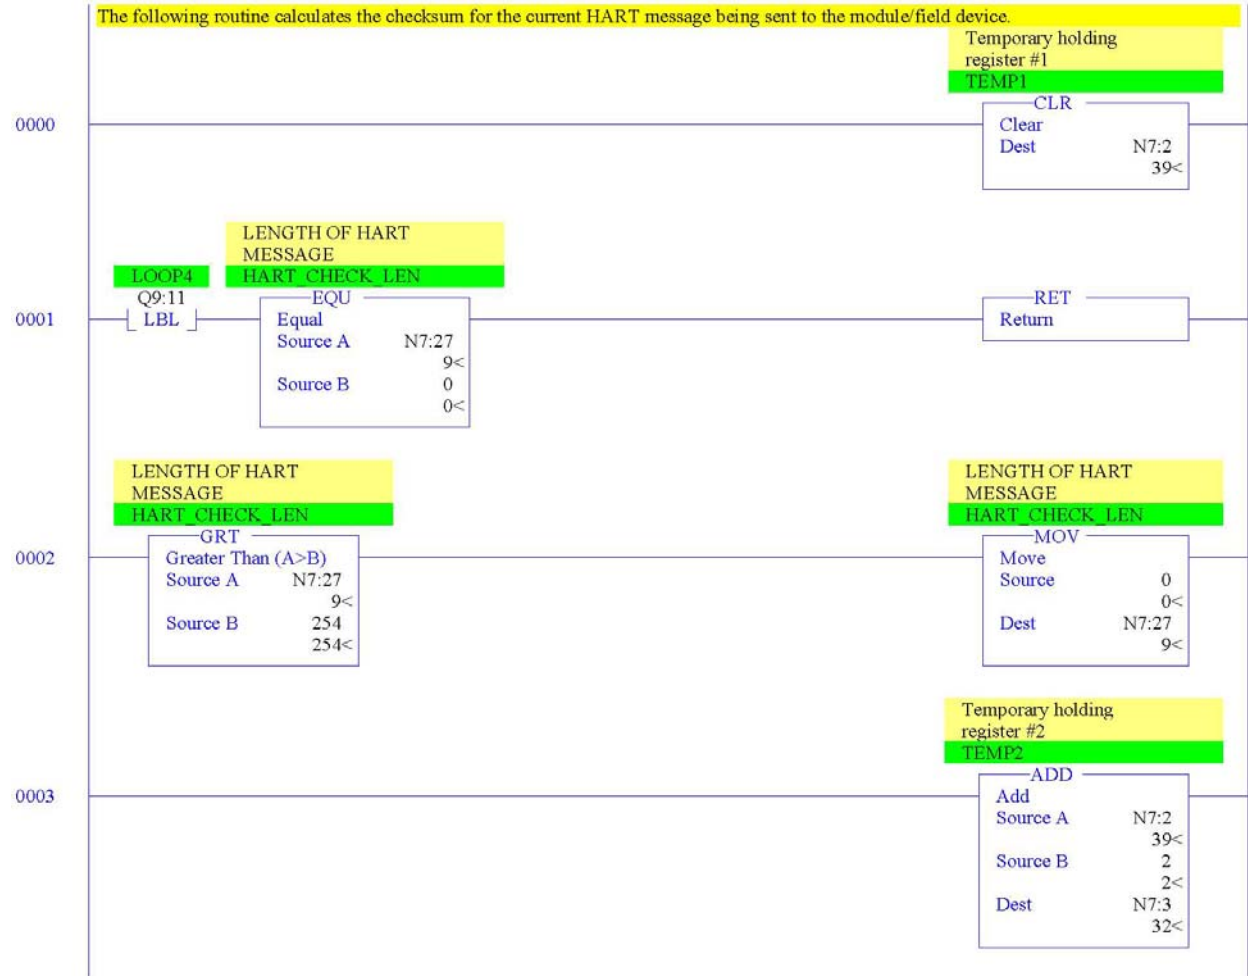 The following routine calculates the checksum for the current HART message being sent to the module/field device.
Temporary holding
register #1
TEMP1
CLR
0000
Clear
Dest N7:2
39<
LENGTH OF HART
MESSAGE
LOOP4 HART_CHECK_LEN
Q9:11 EQU RET
0001 LBL Equal Return
Source A N7:27
9<
Source B 0
0<
LENGTH OF HART LENGTH OF HART
MESSAGE MESSAGE
HART_CHECK_LEN HART_CHECK_LEN
GRT MOV
0002 Greater Than (A>B) Move
Source A N7:27 Source 0
9< 0<
Source B 254 Dest N7:27
254< 9<
Temporary holding
register #2
TEMP2
ADD
0003 Add
Source A N7:2
39<
Source B 2
2<
Dest N7:3
32<